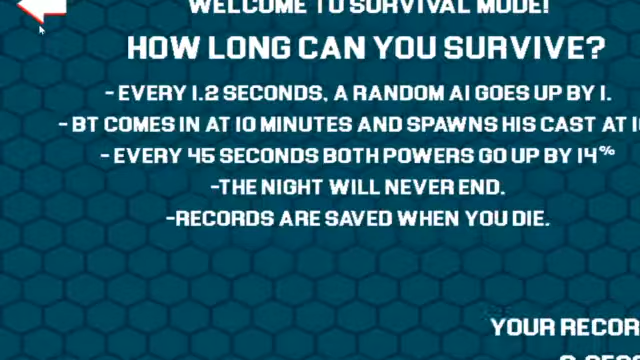 WELCOME TO SURVIVAL MODE!
HOW LONG CAN YOU SURVIVE?
- EVERY 1.2 SECONDS, A RANDOM AI GOES UP BY 1.
- BT COMES IN AT 10 MINUTES AND SPAWNS HIS CAST AT
- EVERY 45 SECONDS BOTH POWERS GO UP BY 14%
-THE NIGHT WILL NEVER END.
-RECORDS ARE SAVED WHEN YOU DIE.
YOUR RECOR